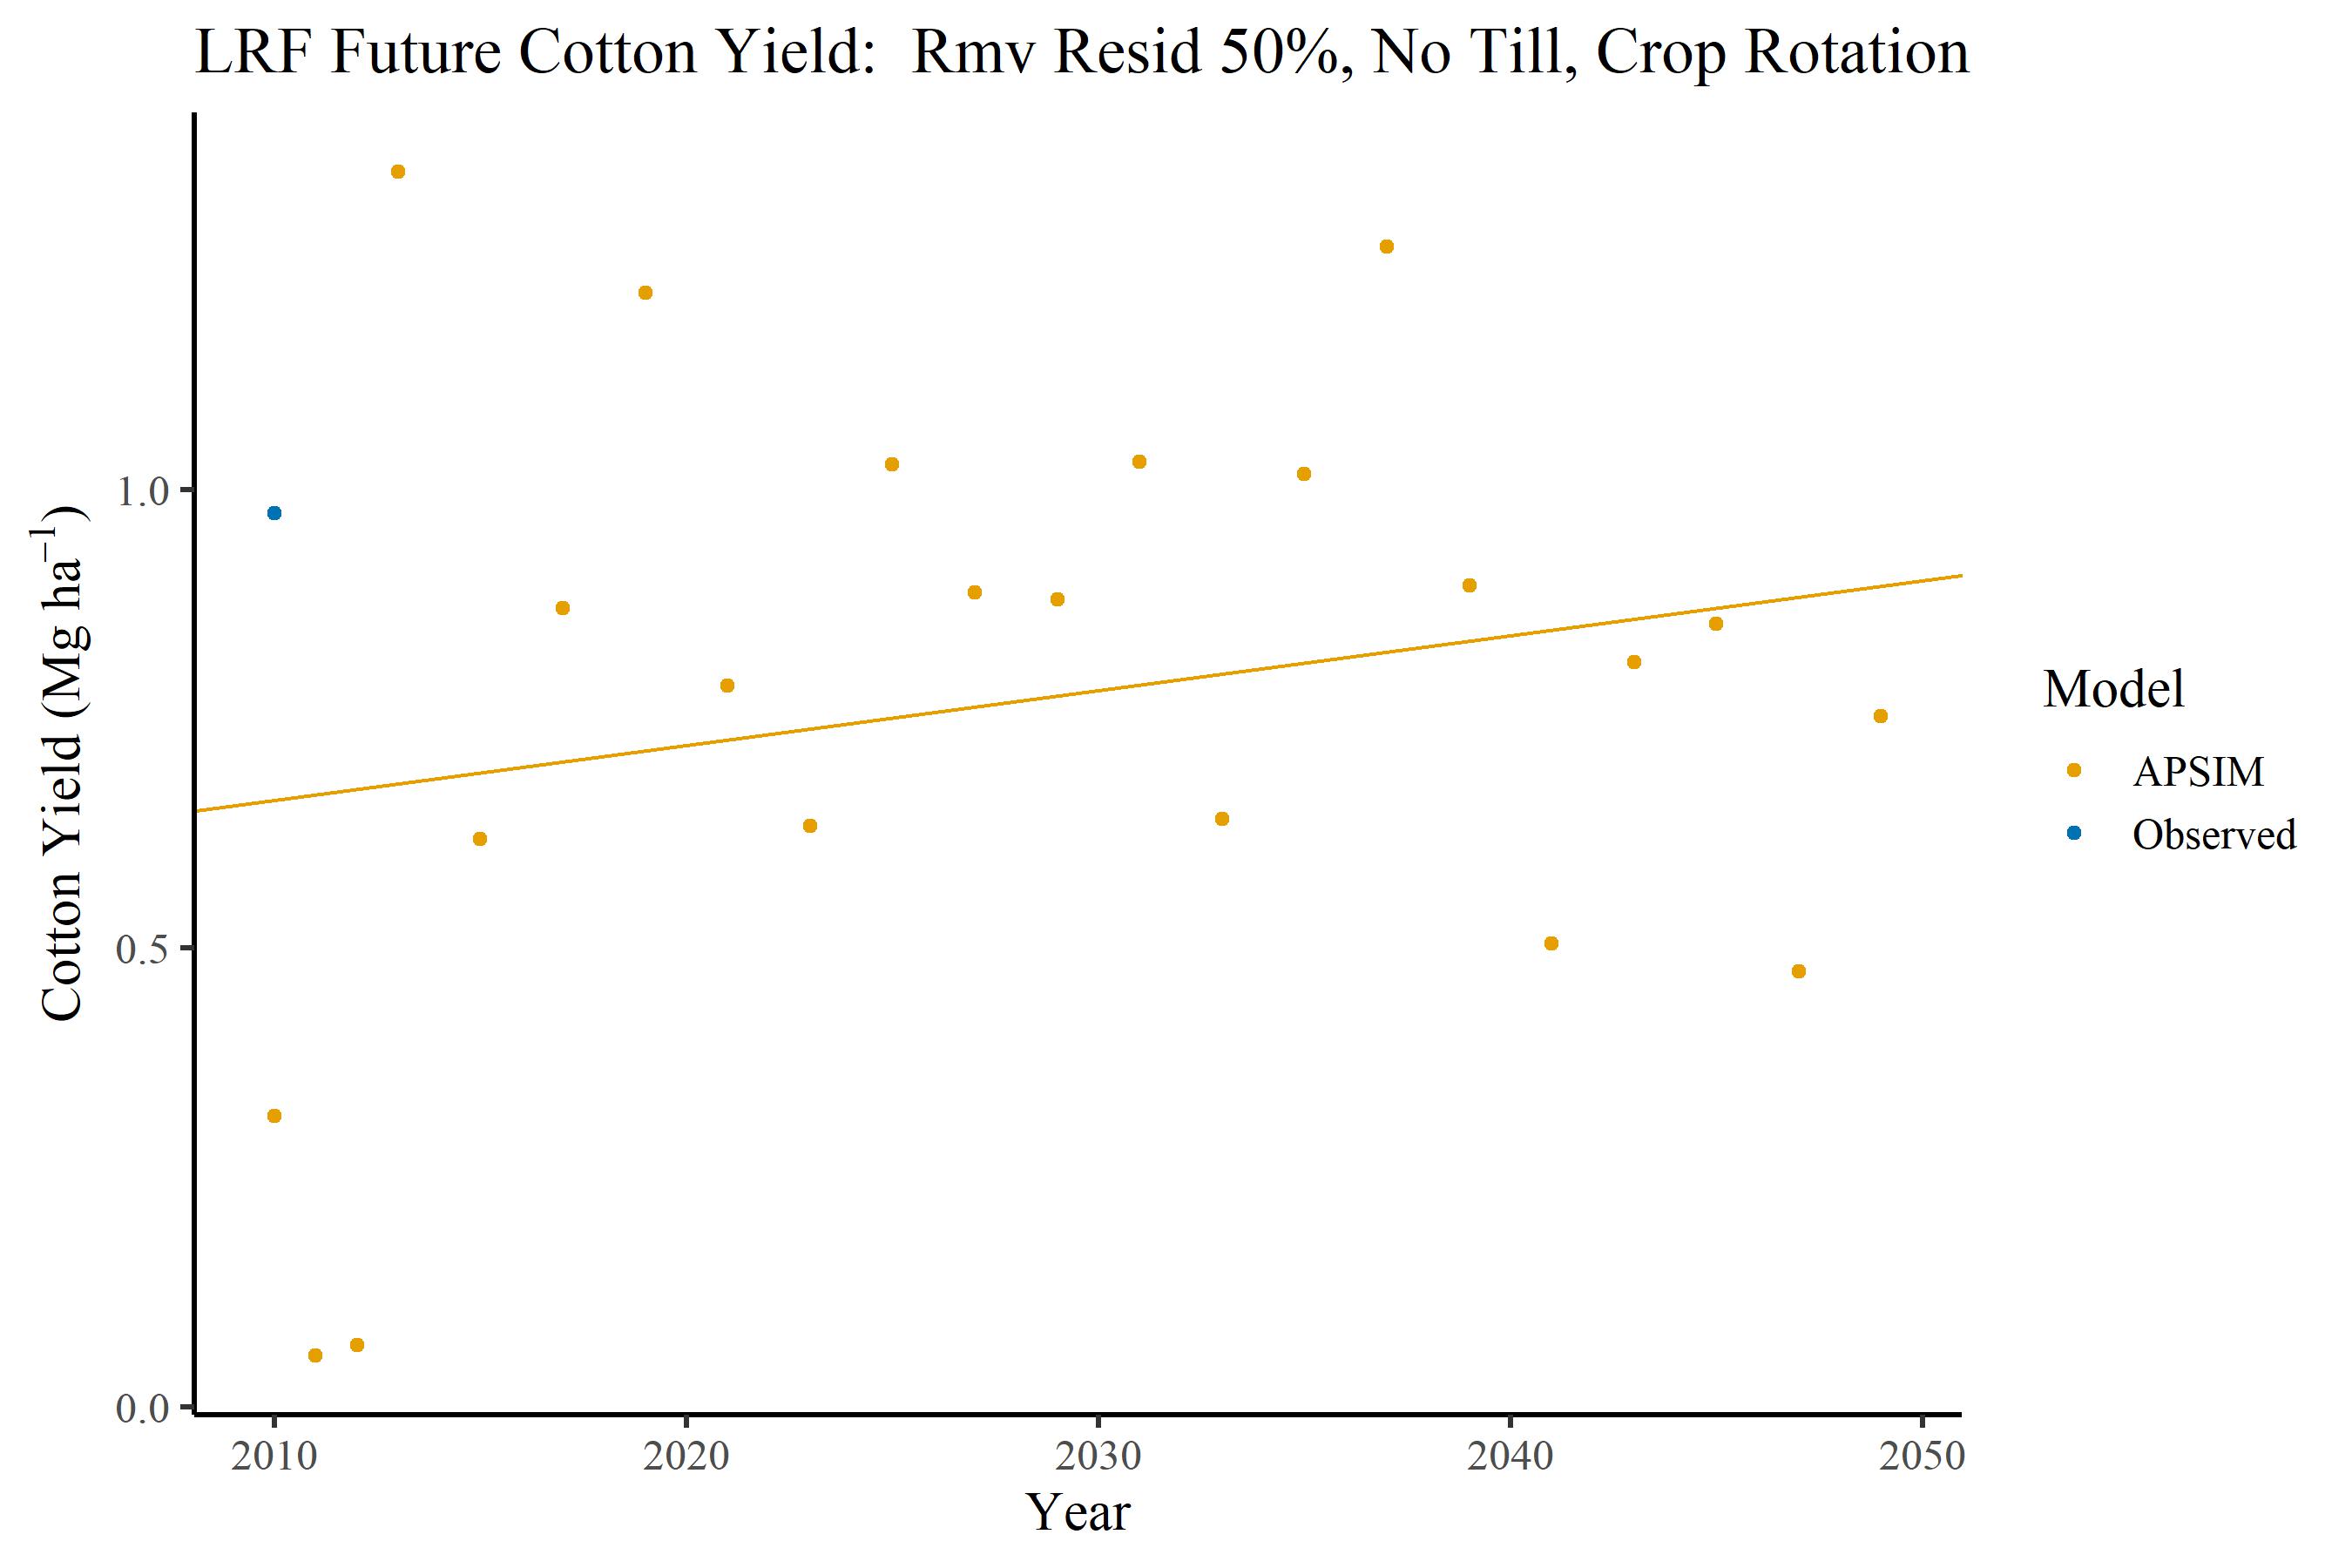 LRF Future Cotton Yield:  Rmv Resid 50%, No Till, Crop Rotation
Cotton Yield (Mg ha⁻¹)
1.0
0.5
0.0
2010 2020 2030 2040 2050
Year
Model
APSIM
Observed